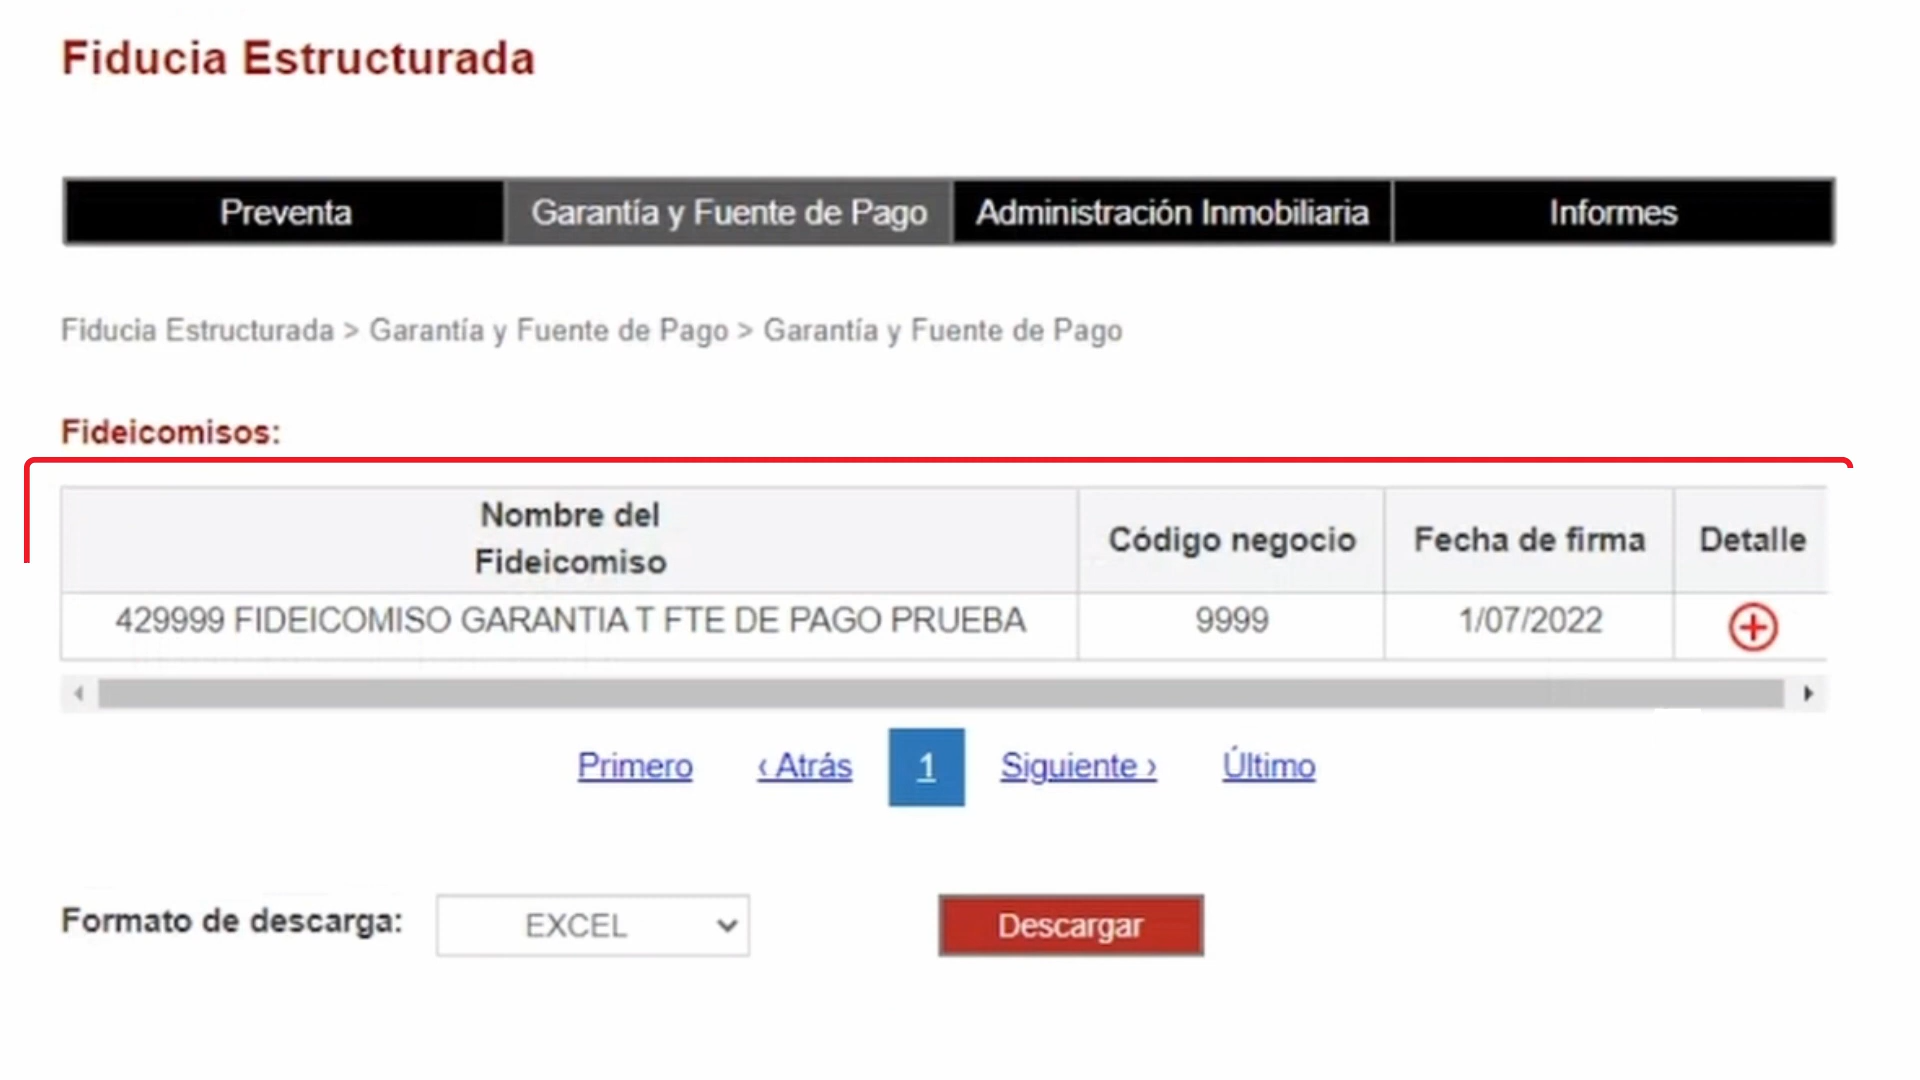 Fiducia Estructurada
Preventa Garantía y Fuente de Pago Administración Inmobiliaria Informes
Fiducia Estructurada > Garantía y Fuente de Pago > Garantía y Fuente de Pago
Fideicomisos:
Nombre del
Fideicomiso
Código negocio Fecha de firma Detalle
429999 FIDEICOMISO GARANTIA T FTE DE PAGO PRUEBA 9999 1/07/2022
Primero ‹ Atrás 1 Siguiente › Último
Formato de descarga: EXCEL Descargar